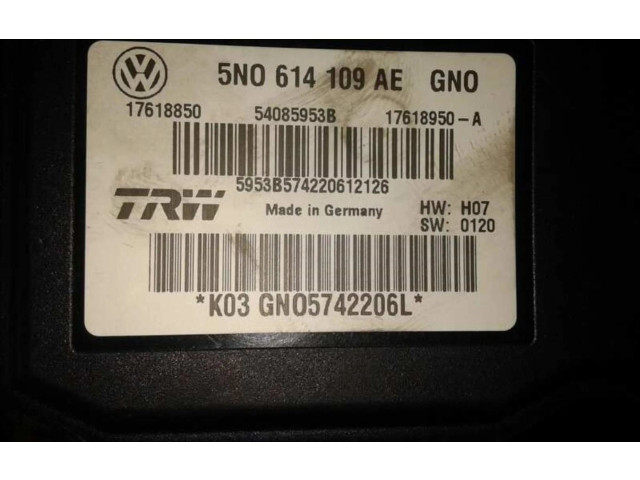 5N0 614 109 AE GNO
17618850 54085953B 17618950-A
5953B574220612126
TRW Made in Germany HW: H07
SW: 0120
*K03 GNO5742206L*